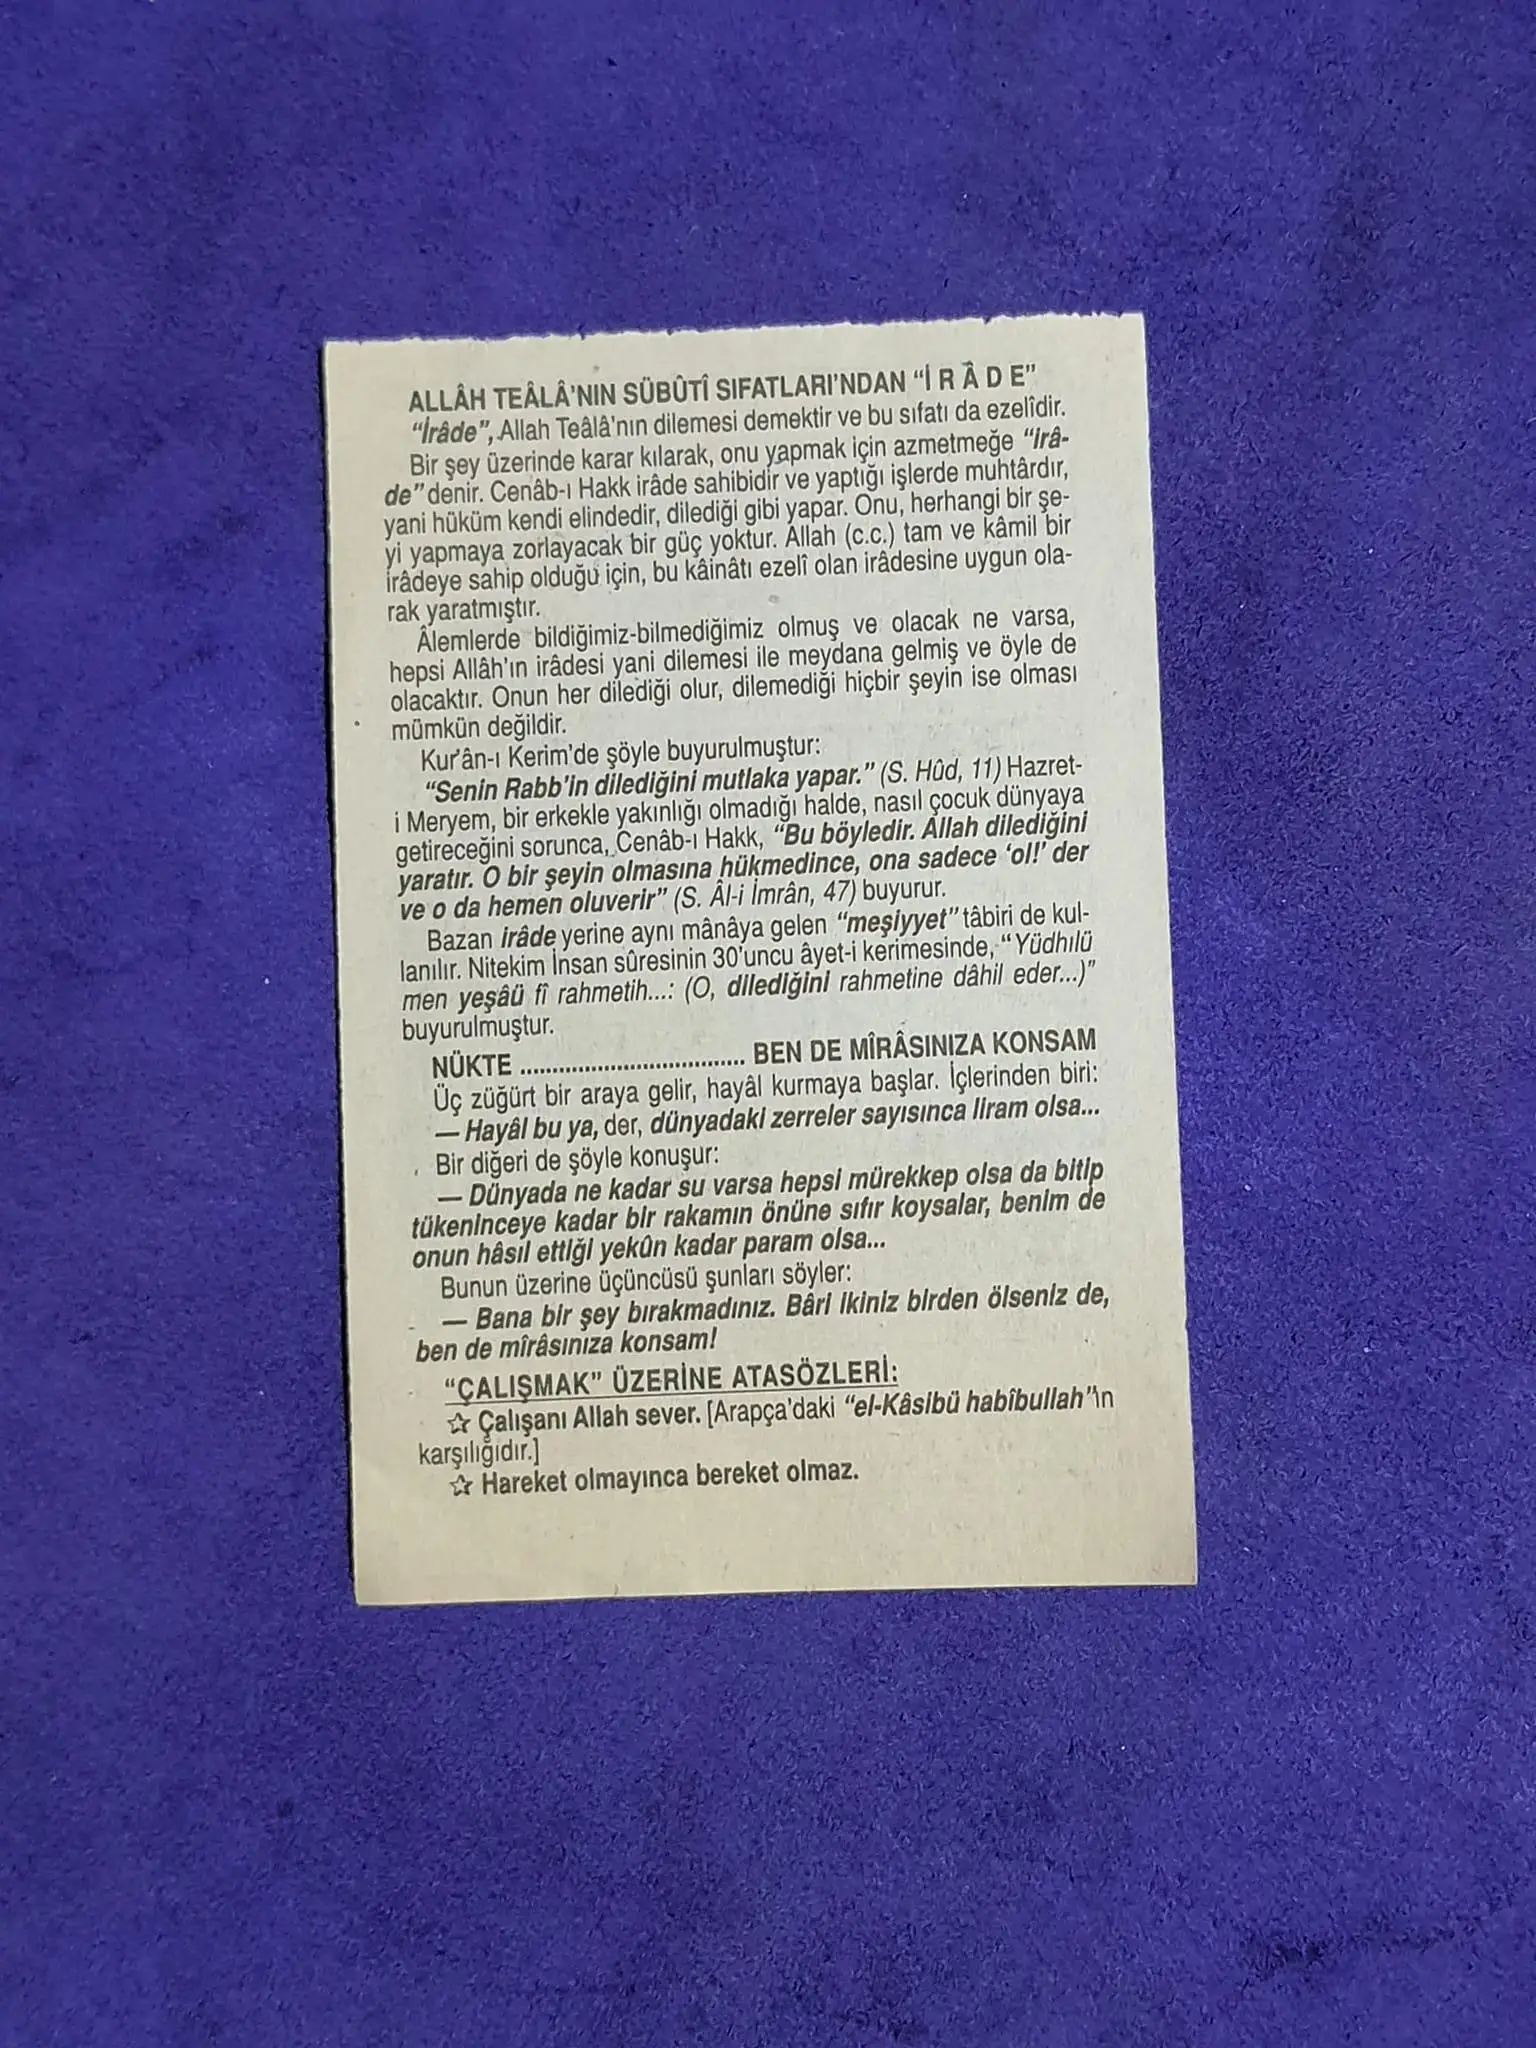 ALLÂH TEÂLÂ'NIN SÜBÛTÎ SIFATLARI'NDAN “İ R Â D E”
“İrâde”, Allah Teâlâ'nın dilemesi demektir ve bu sıfatı da ezelîdir.
Bir şey üzerinde karar kılarak, onu yapmak için azmetmeğe “irâ-
de” denir. Cenâb-ı Hakk irâde sahibidir ve yaptığı işlerde muhtârdır,
yani hüküm kendi elindedir, dilediği gibi yapar. Onu, herhangi bir şe-
yi yapmaya zorlayacak bir güç yoktur. Allah (c.c.) tam ve kâmil bir
irâdeye sahip olduğu için, bu kâinâtı ezelî olan irâdesine uygun ola-
rak yaratmıştır.
Âlemlerde bildiğimiz-bilmediğimiz olmuş ve olacak ne varsa,
hepsi Allâh'ın irâdesi yani dilemesi ile meydana gelmiş ve öyle de
olacaktır. Onun her dilediği olur, dilemediği hiçbir şeyin ise olması
mümkün değildir.
Kur'ân-ı Kerim'de şöyle buyurulmuştur:
“Senin Rabb'in dilediğini mutlaka yapar.” (S. Hûd, 11) Hazret-
i Meryem, bir erkekle yakınlığı olmadığı halde, nasıl çocuk dünyaya
getireceğini sorunca, Cenâb-ı Hakk, “Bu böyledir. Allah dilediğini
yaratır. O bir şeyin olmasına hükmedince, ona sadece ‘ol!’ der
ve o da hemen oluverir” (S. Âl-i İmrân, 47) buyurur.
Bazan irâde yerine aynı mânâya gelen “meşiyyet” tâbiri de kul-
lanılır. Nitekim İnsan sûresinin 30'uncu âyet-i kerimesinde, “Yüdhılü
men yeşâü fî rahmetih...: (O, dilediğini rahmetine dâhil eder...)”
buyurulmuştur.
NÜKTE ................................... BEN DE MÎRÂSINIZA KONSAM
Üç züğürt bir araya gelir, hayâl kurmaya başlar. İçlerinden biri:
— Hayâl bu ya, der, dünyadaki zerreler sayısınca liram olsa...
Bir diğeri de şöyle konuşur:
— Dünyada ne kadar su varsa hepsi mürekkep olsa da bitip
tükeninceye kadar bir rakamın önüne sıfır koysalar, benim de
onun hâsıl ettiği yekûn kadar param olsa...
Bunun üzerine üçüncüsü şunları söyler:
— Bana bir şey bırakmadınız. Bâri ikiniz birden ölseniz de,
ben de mîrâsınıza konsam!
“ÇALIŞMAK” ÜZERİNE ATASÖZLERİ:
☆ Çalışanı Allah sever. [Arapça'daki “el-Kâsibü habîbullah”ın
karşılığıdır.]
☆ Hareket olmayınca bereket olmaz.